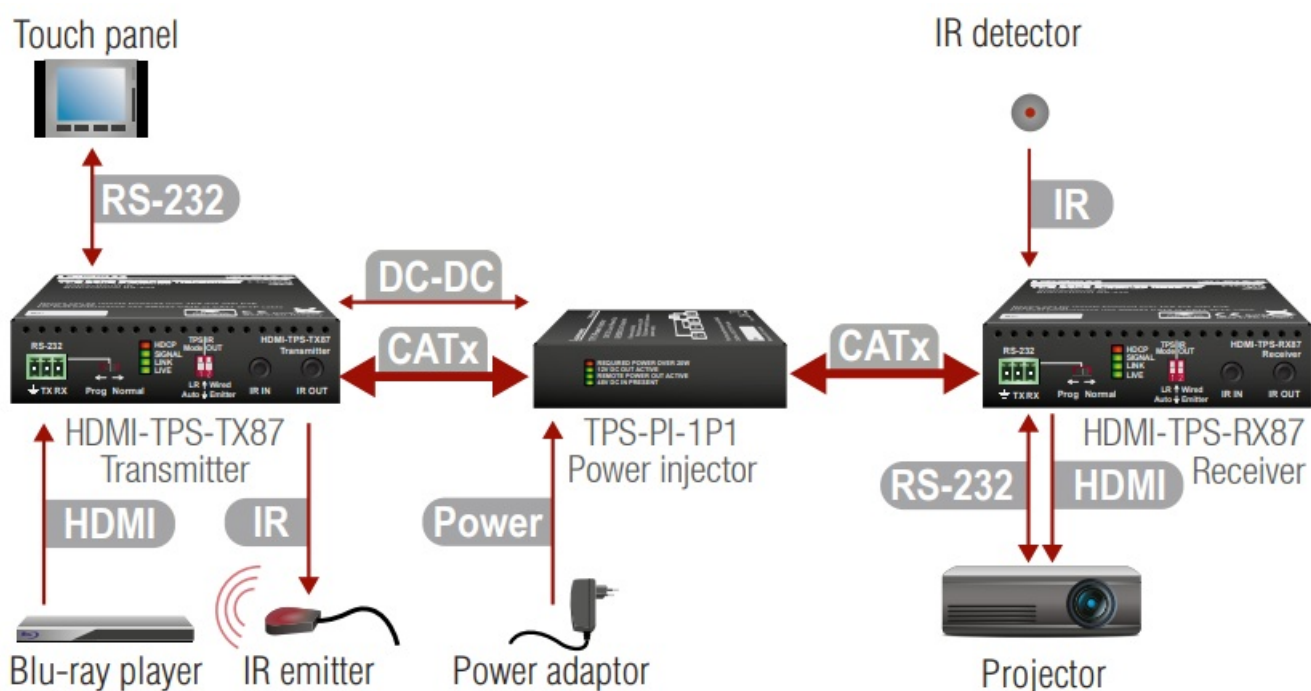 Touch panel
IR detector
RS-232
IR
DC-DC
CATx
CATx
RS-232
TX RX
Prog Normal
HDCP
SIGNAL
LINK
LIVE
TPS IR
Mode OUT
LR Wired
Auto Emitter
HDMI-TPS-TX87
Transmitter
IR IN
IR OUT
REQUIRED POWER OVER 20W
12V DC OUT ACTIVE
REMOTE POWER OUT ACTIVE
48V DC IN PRESENT
RS-232
TX RX
Prog Normal
HDCP
SIGNAL
LINK
LIVE
TPS IR
Mode OUT
LR Wired
Auto Emitter
HDMI-TPS-RX87
Receiver
IR IN
IR OUT
HDMI-TPS-TX87
Transmitter
TPS-PI-1P1
Power injector
HDMI-TPS-RX87
Receiver
HDMI
IR
Power
RS-232
HDMI
Blu-ray player
IR emitter
Power adaptor
Projector